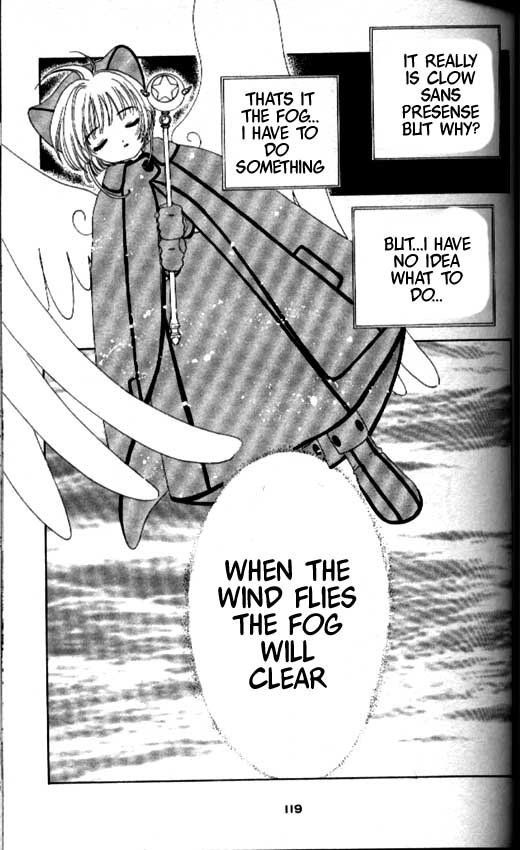 IT REALLY
IS CLOW
SANS
PRESENSE
BUT WHY?
THATS IT
THE FOG...
I HAVE TO
DO
SOMETHING
BUT...I HAVE
NO IDEA
WHAT TO
DO...
WHEN THE
WIND FLIES
THE FOG
WILL
CLEAR
119